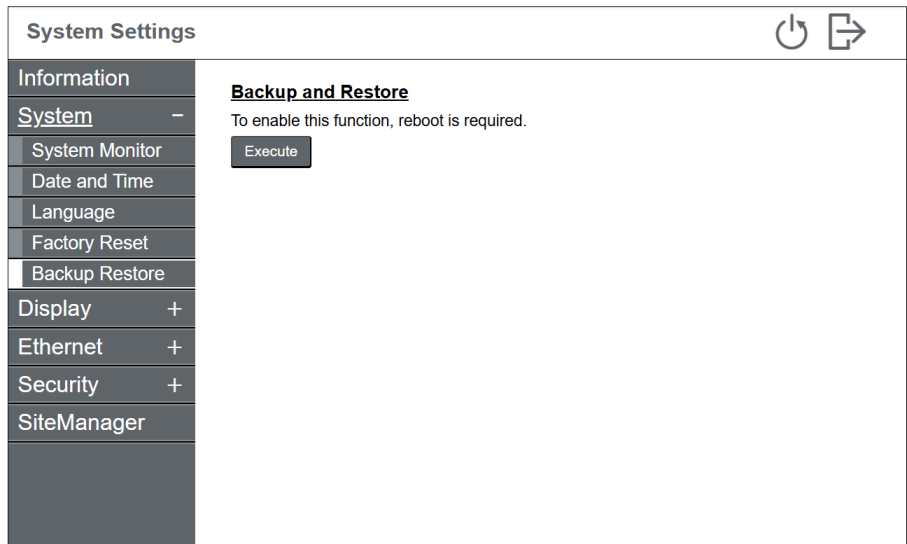 System Settings
Information
System −
System Monitor
Date and Time
Language
Factory Reset
Backup Restore
Display +
Ethernet +
Security +
SiteManager
Backup and Restore
To enable this function, reboot is required.
Execute